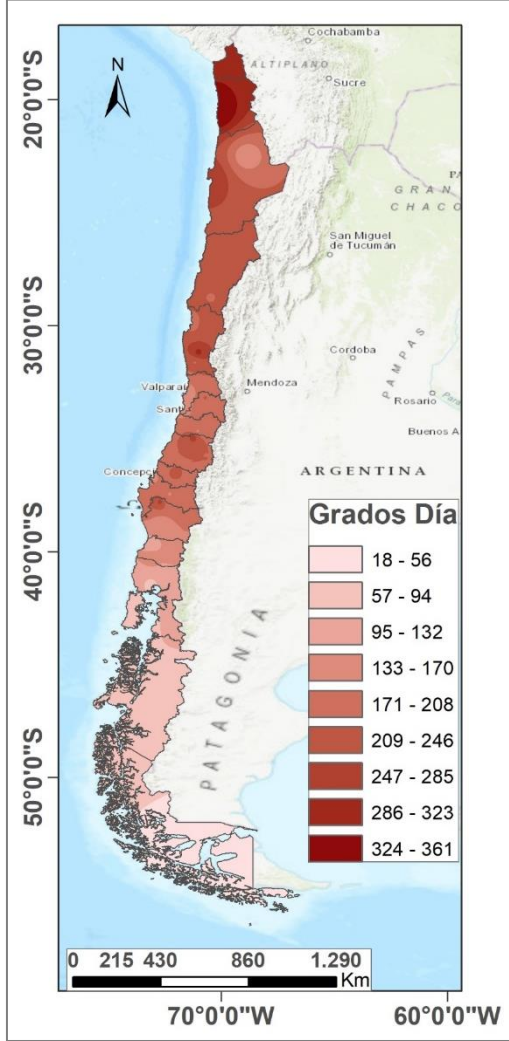 Cochabamba
N
ALTIPLANO
Sucre
20°0'0"S
GRAN
CHACO
San Miguel
de Tucumán
30°0'0"S
Cordoba
PAMPAS
Valparaí
Mendoza
Sant
Rosario
Buenos A
Concepc
ARGENTINA
Grados Día
18 - 56
40°0'0"S
57 - 94
95 - 132
PATAGONIA
133 - 170
171 - 208
209 - 246
50°0'0"S
247 - 285
286 - 323
324 - 361
0 215 430 860 1.290
Km
70°0'0"W 60°0'0"W